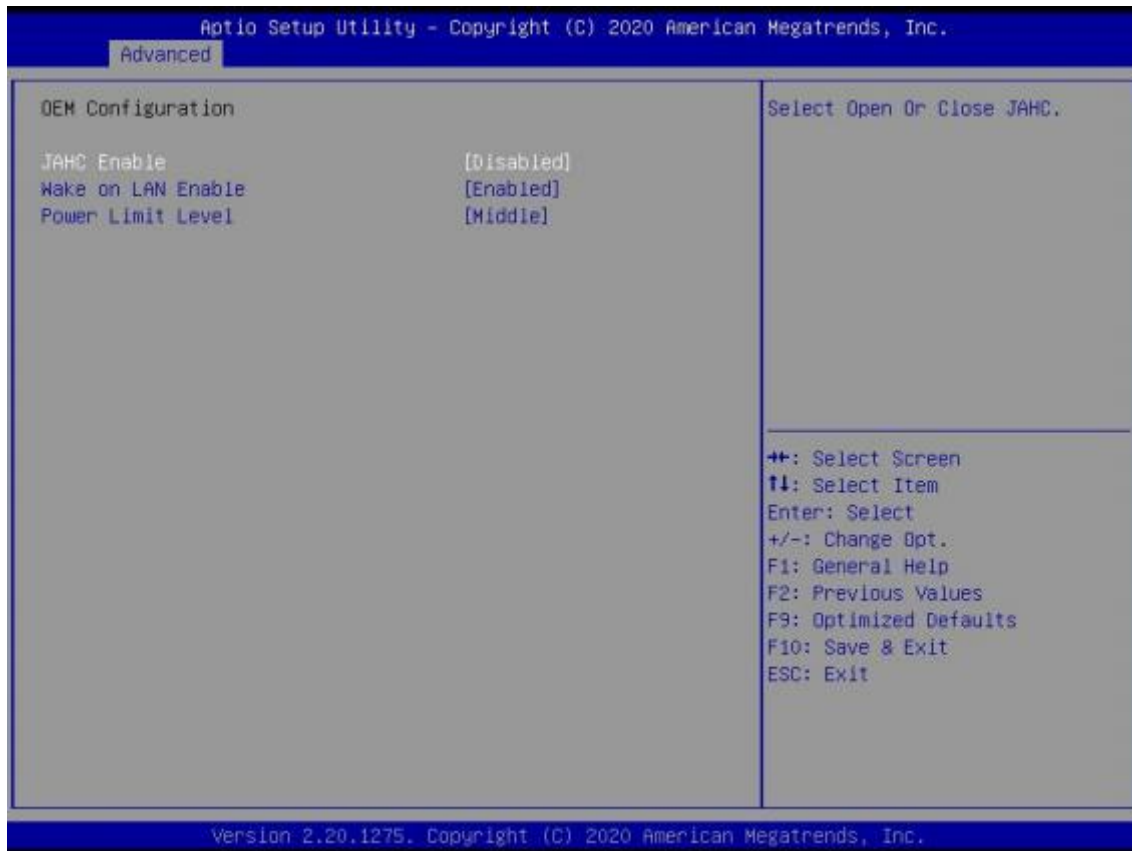 Aptio Setup Utility - Copyright (C) 2020 American Megatrends, Inc.
Advanced
OEM Configuration
JAHC Enable [Disabled]
Wake on LAN Enable [Enabled]
Power Limit Level [Middle]
Select Open Or Close JAHC.
→←: Select Screen
↑↓: Select Item
Enter: Select
+/-: Change Opt.
F1: General Help
F2: Previous Values
F9: Optimized Defaults
F10: Save & Exit
ESC: Exit
Version 2.20.1275. Copyright (C) 2020 American Megatrends, Inc.